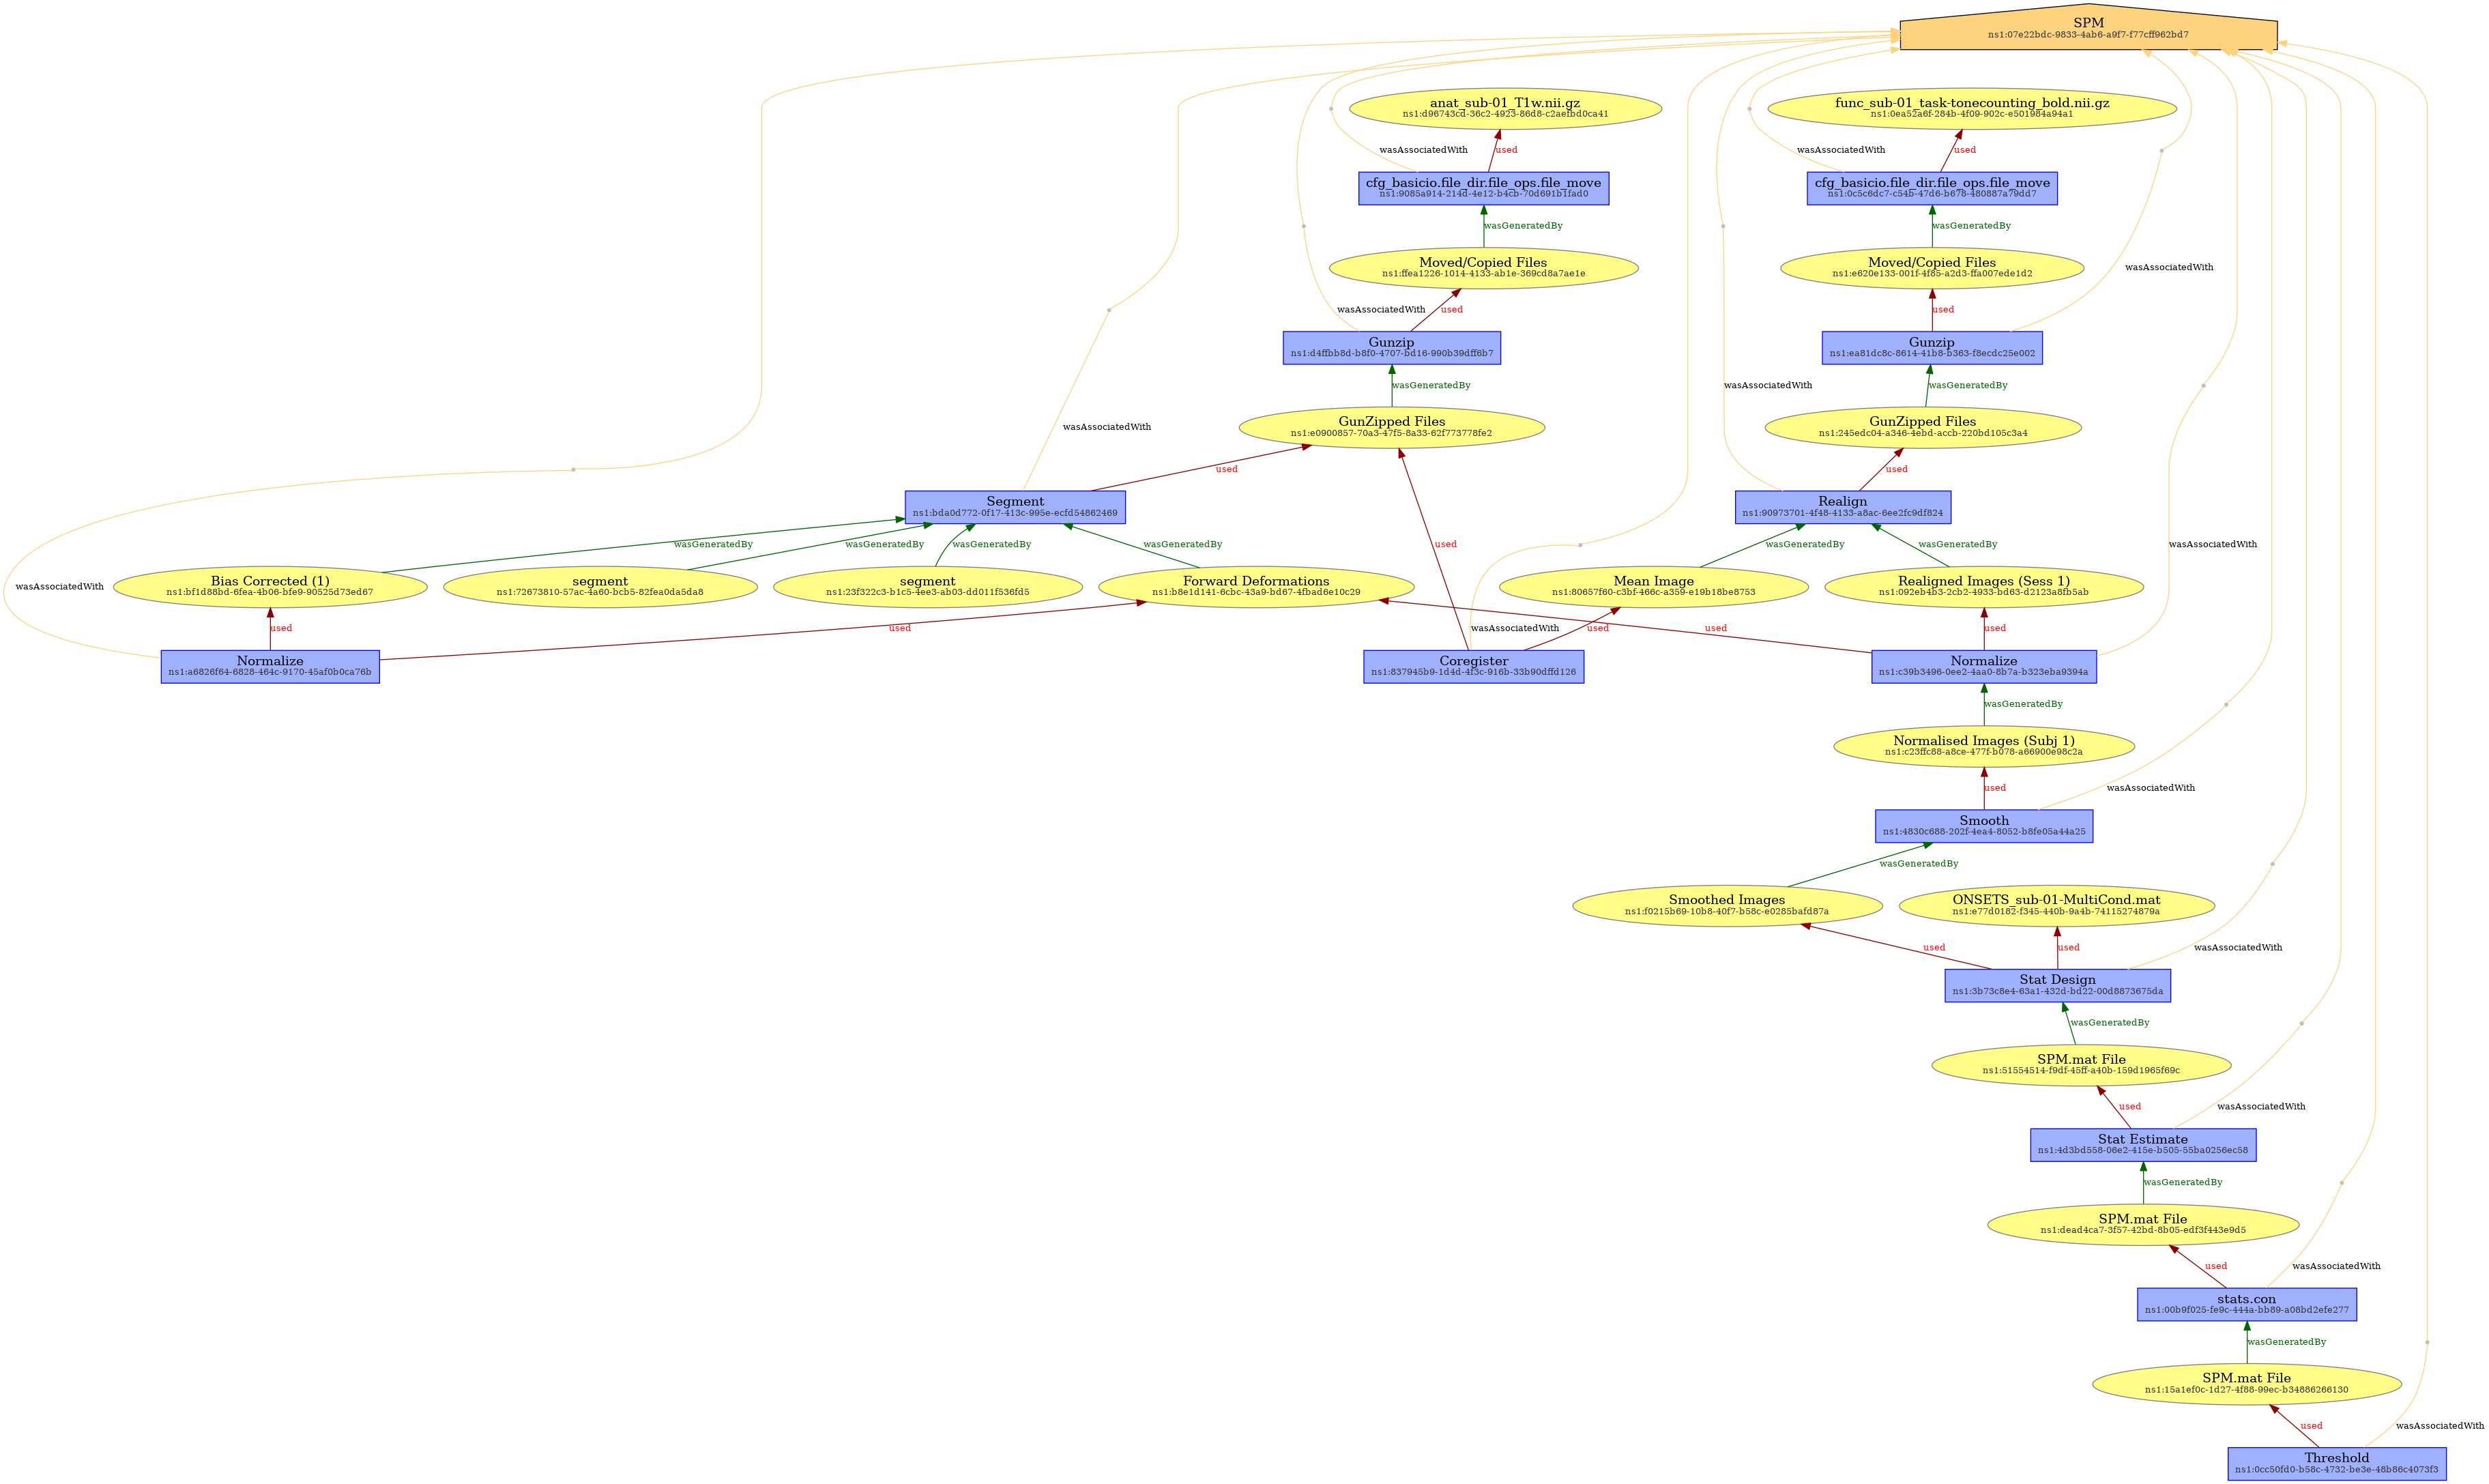 SPM
ns1:07e22bdc-9833-4ab6-a9f7-f77cff962bd7
anat_sub-01_T1w.nii.gz
ns1:d96743cd-36c2-4923-86d8-c2aefbd0ca41
func_sub-01_task-tonecounting_bold.nii.gz
ns1:0ea52a6f-284b-4f09-902c-e501984a94a1
wasAssociatedWith
used
wasAssociatedWith
used
cfg_basicio.file_dir.file_ops.file_move
ns1:9085a914-214d-4e12-b4cb-70d691b1fad0
cfg_basicio.file_dir.file_ops.file_move
ns1:0c5c6dc7-c54b-47d6-b678-480887a79dd7
wasGeneratedBy
wasGeneratedBy
Moved/Copied Files
ns1:ffea1226-1014-4133-ab1e-369cd8a7ae1e
Moved/Copied Files
ns1:e620e133-001f-4f85-a2d3-ffa007ede1d2
wasAssociatedWith
wasAssociatedWith
used
used
Gunzip
ns1:d4ffbb8d-b8f0-4707-bd16-990b39dff6b7
Gunzip
ns1:ea81dc8c-8614-41b8-b363-f8ecdc25e002
wasGeneratedBy
wasAssociatedWith
wasGeneratedBy
wasAssociatedWith
GunZipped Files
ns1:e0900857-70a3-47f5-8a33-62f773778fe2
GunZipped Files
ns1:245edc04-a346-4ebd-accb-220bd105c3a4
used
used
Segment
ns1:bda0d772-0f17-413c-995e-ecfd54862469
Realign
ns1:90973701-4f48-4133-a8ac-6ee2fc9df824
wasGeneratedBy
wasGeneratedBy
wasGeneratedBy
wasGeneratedBy
used
wasGeneratedBy
wasGeneratedBy
wasAssociatedWith
wasAssociatedWith
Bias Corrected (1)
ns1:bf1d88bd-6fea-4b06-bfe9-90525d73ed67
segment
ns1:72673810-57ac-4a60-bcb5-82fea0da5da8
segment
ns1:23f322c3-b1c5-4ee3-ab03-dd011f536fd5
Forward Deformations
ns1:b8e1d141-6cbc-43a9-bd67-4fbad6e10c29
Mean Image
ns1:80657f60-c3bf-466c-a359-e19b18be8753
Realigned Images (Sess 1)
ns1:092eb4b3-2cb2-4933-bd63-d2123a8fb5ab
used
used
wasAssociatedWith
used
used
used
Normalize
ns1:a6826f64-6828-464c-9170-45af0b0ca76b
Coregister
ns1:837945b9-1d4d-4f3c-916b-33b90dffd126
Normalize
ns1:c39b3496-0ee2-4aa0-8b7a-b323eba9394a
wasGeneratedBy
Normalised Images (Subj 1)
ns1:c23ffc88-a8ce-477f-b078-a66900e98c2a
used
wasAssociatedWith
Smooth
ns1:4830c688-202f-4ea4-8052-b8fe05a44a25
wasGeneratedBy
Smoothed Images
ns1:f0215b69-10b8-40f7-b58c-e0285bafd87a
ONSETS_sub-01-MultiCond.mat
ns1:e77d0182-f345-440b-9a4b-74115274879a
used
used
wasAssociatedWith
Stat Design
ns1:3b73c8e4-63a1-432d-bd22-00d8873675da
wasGeneratedBy
SPM.mat File
ns1:51554514-f9df-45ff-a40b-159d1965f69c
used
wasAssociatedWith
Stat Estimate
ns1:4d3bd558-06e2-415e-b505-55ba0256ec58
wasGeneratedBy
SPM.mat File
ns1:dead4ca7-3f57-42bd-8b05-edf3f443e9d5
used
wasAssociatedWith
stats.con
ns1:00b9f025-fe9c-444a-bb89-a08bd2efe277
wasGeneratedBy
SPM.mat File
ns1:15a1ef0c-1d27-4f88-99ec-b34886266130
used
wasAssociatedWith
Threshold
ns1:0cc50fd0-b58c-4732-be3e-48b86c4073f3